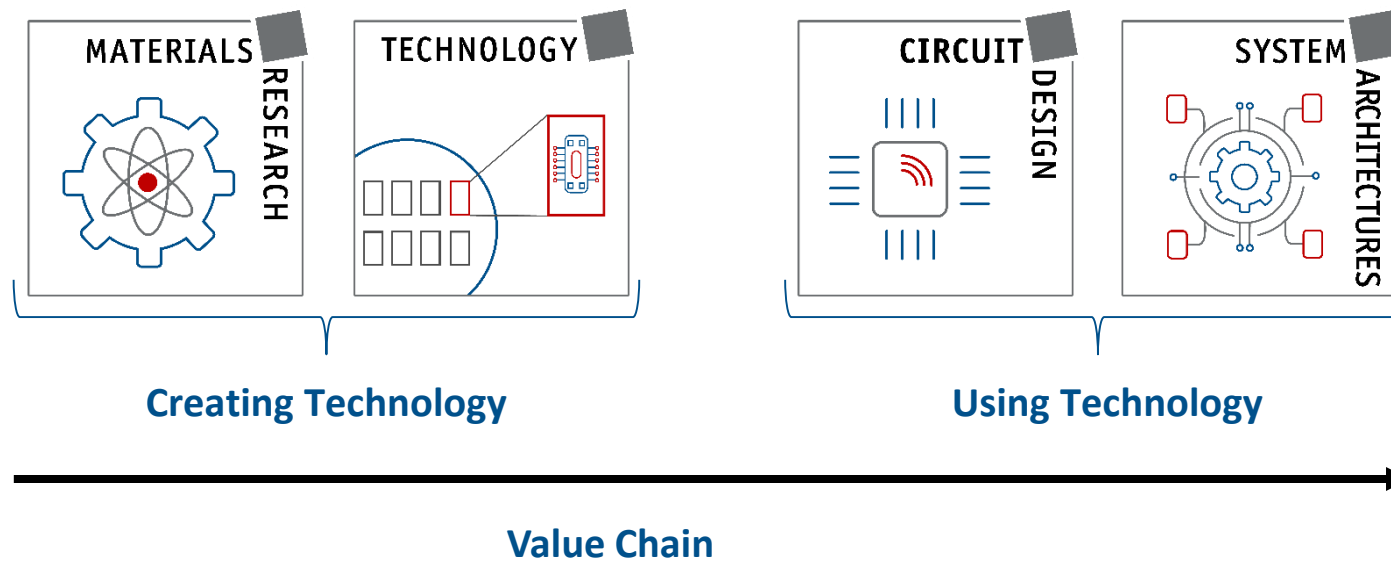 MATERIALS
RESEARCH
TECHNOLOGY
CIRCUIT
DESIGN
SYSTEM
ARCHITECTURES
Creating Technology
Using Technology
Value Chain